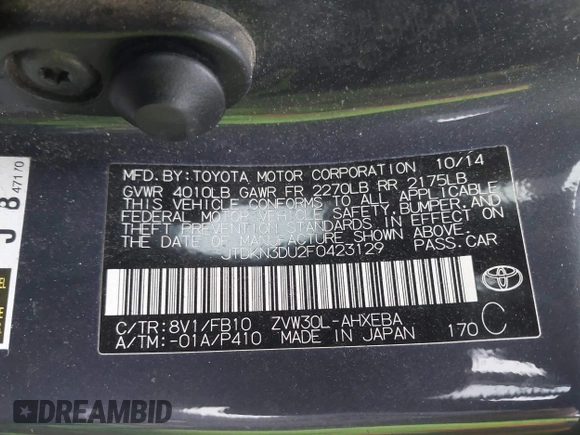 MFD.BY:TOYOTA MOTOR CORPORATION 10/14
GVWR 4010LB GAWR FR 2270LB RR 2175LB
THIS VEHICLE CONFORMS TO ALL APPLICABLE
FEDERAL MOTOR VEHICLE SAFETY,BUMPER,AND
THEFT PREVENTION STANDARDS IN EFFECT ON
THE DATE OF MANUFACTURE SHOWN ABOVE.
JTDKN3DU2F0423129 PASS.CAR
C/TR:8V1/FB10 ZVW30L-AHXEBA
A/TM:-01A/P410 MADE IN JAPAN 170 C
J B
47170
DREAMBID